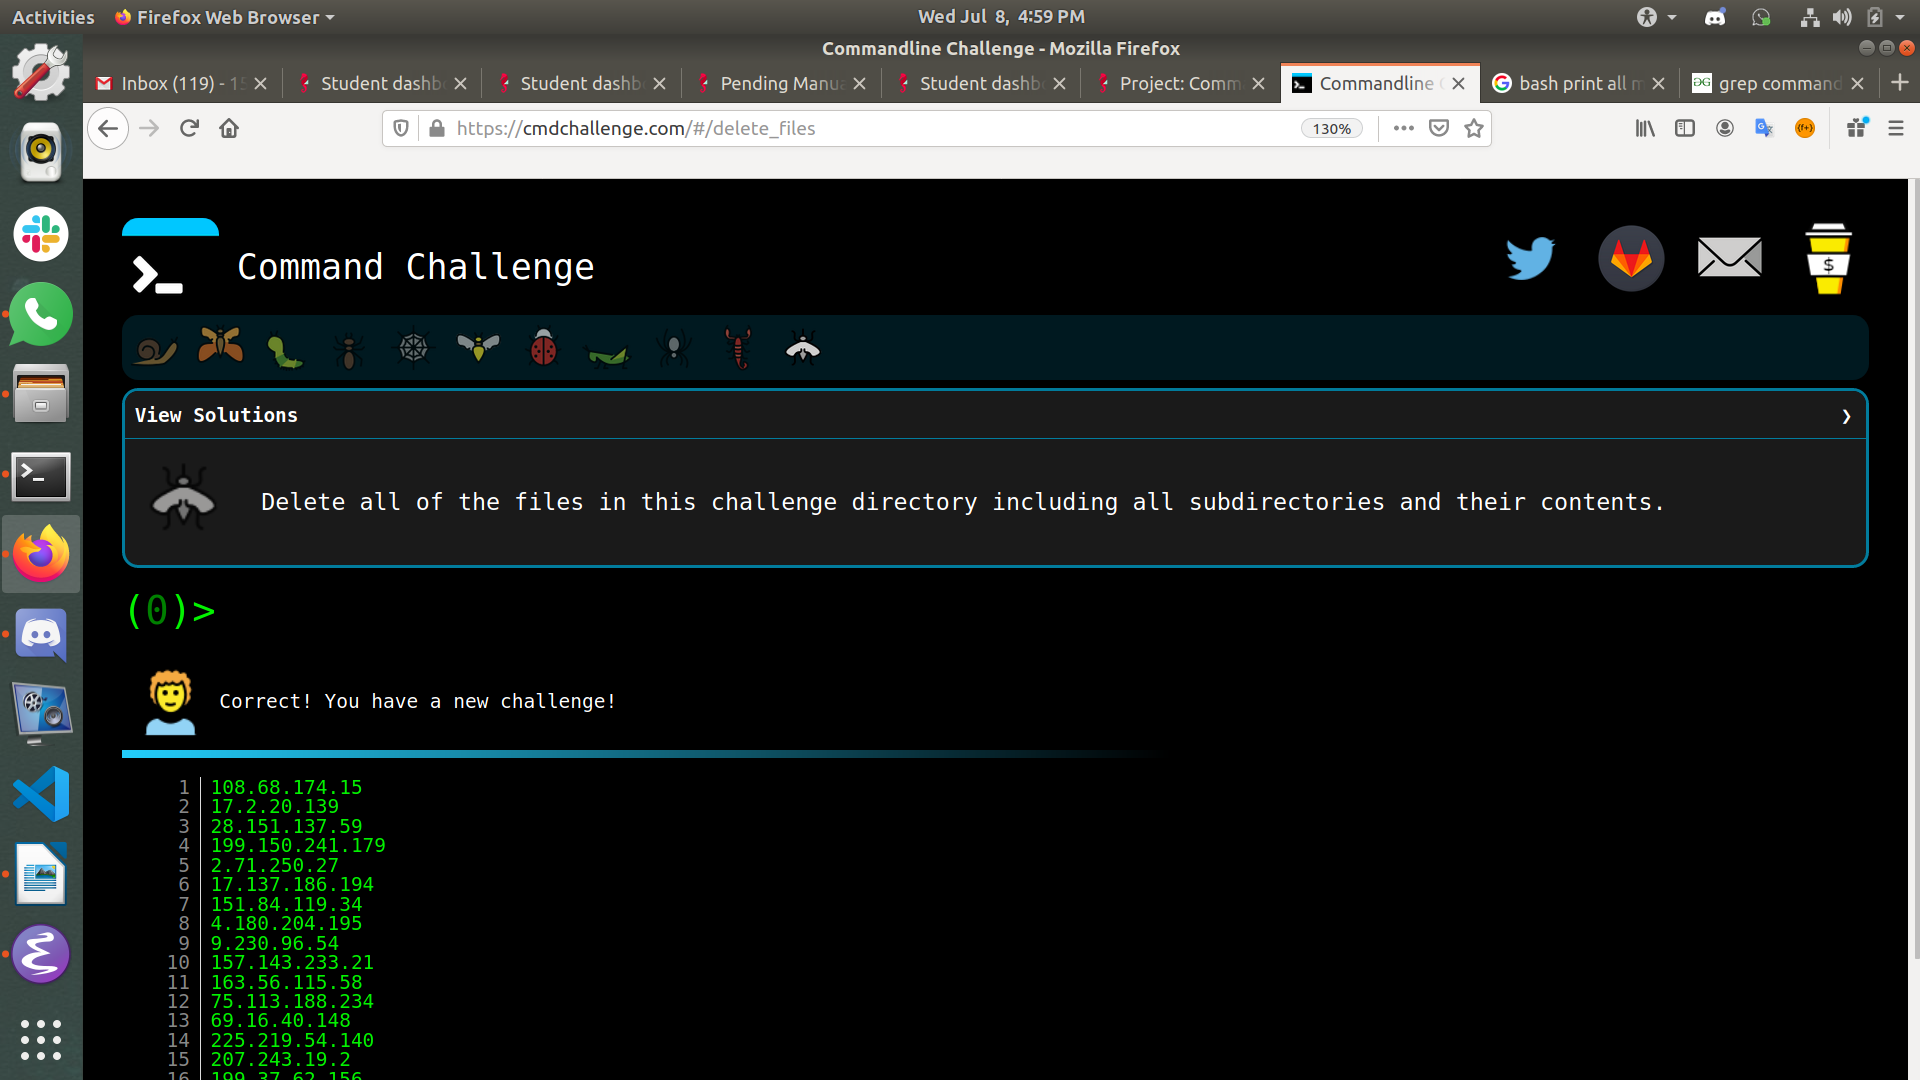 Activities
Firefox Web Browser
Wed Jul 8, 4:59 PM
Commandline Challenge - Mozilla Firefox
Inbox (119) - 15
Student dashb
Student dashb
Pending Manua
Student dashb
Project: Comm
Commandline C
bash print all m
grep command
https://cmdchallenge.com/#/delete_files
130%
>_
Command Challenge
$
View Solutions
Delete all of the files in this challenge directory including all subdirectories and their contents.
(0)>
Correct! You have a new challenge!
1 108.68.174.15
2 17.2.20.139
3 28.151.137.59
4 199.150.241.179
5 2.71.250.27
6 17.137.186.194
7 151.84.119.34
8 4.180.204.195
9 9.230.96.54
10 157.143.233.21
11 163.56.115.58
12 75.113.188.234
13 69.16.40.148
14 225.219.54.140
15 207.243.19.2
16 199.37.62.156